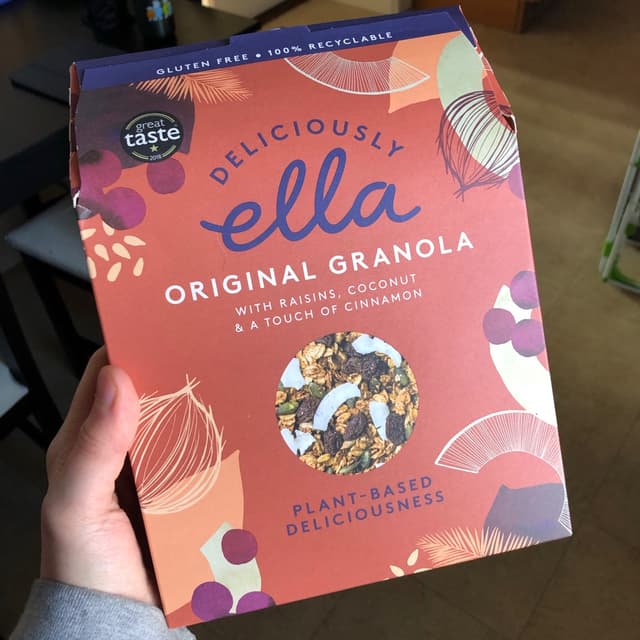 GLUTEN FREE • 100% RECYCLABLE
great
taste
2018
DELICIOUSLY
ella
ORIGINAL GRANOLA
WITH RAISINS, COCONUT
& A TOUCH OF CINNAMON
PLANT-BASED
DELICIOUSNESS